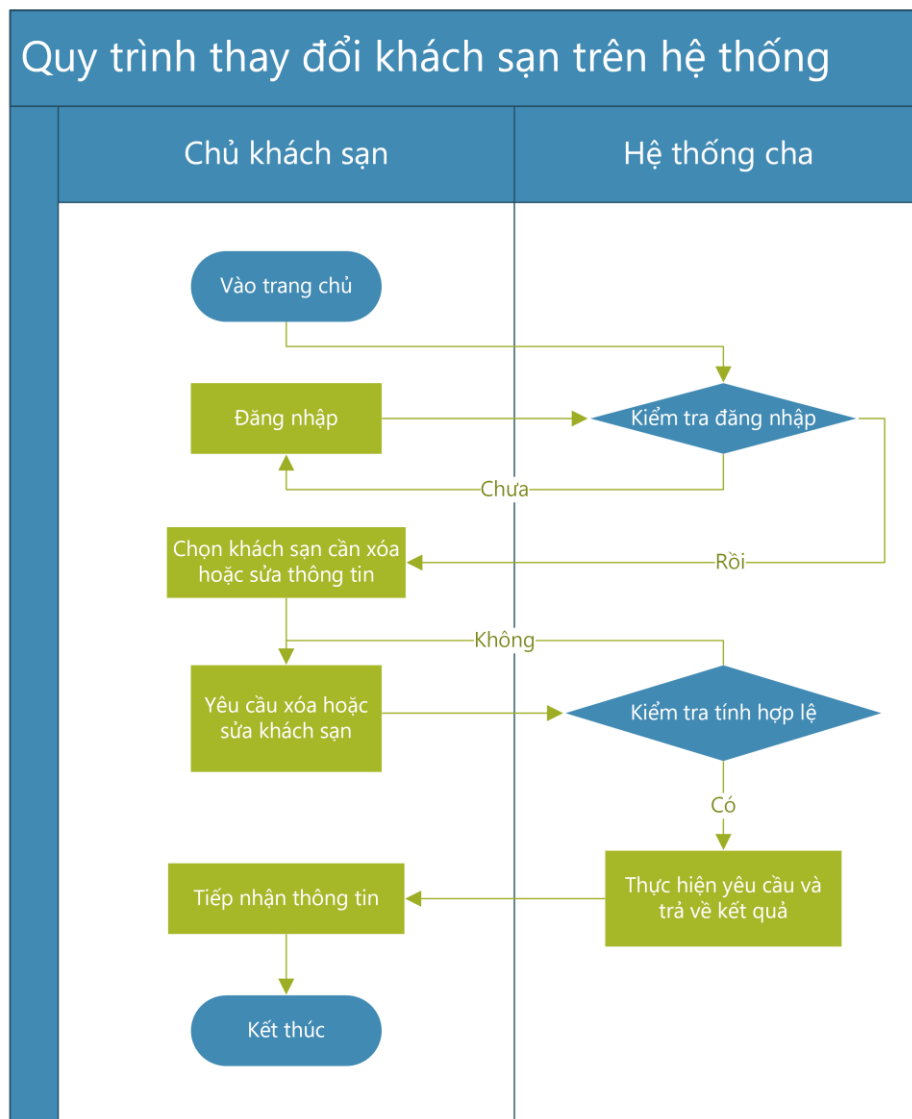 Quy trình thay đổi khách sạn trên hệ thống
Chủ khách sạn
Hệ thống cha
Vào trang chủ
Đăng nhập
Kiểm tra đăng nhập
Chưa
Chọn khách sạn cần xóa
hoặc sửa thông tin
Rồi
Không
Yêu cầu xóa hoặc
sửa khách sạn
Kiểm tra tính hợp lệ
Có
Tiếp nhận thông tin
Thực hiện yêu cầu và
trả về kết quả
Kết thúc